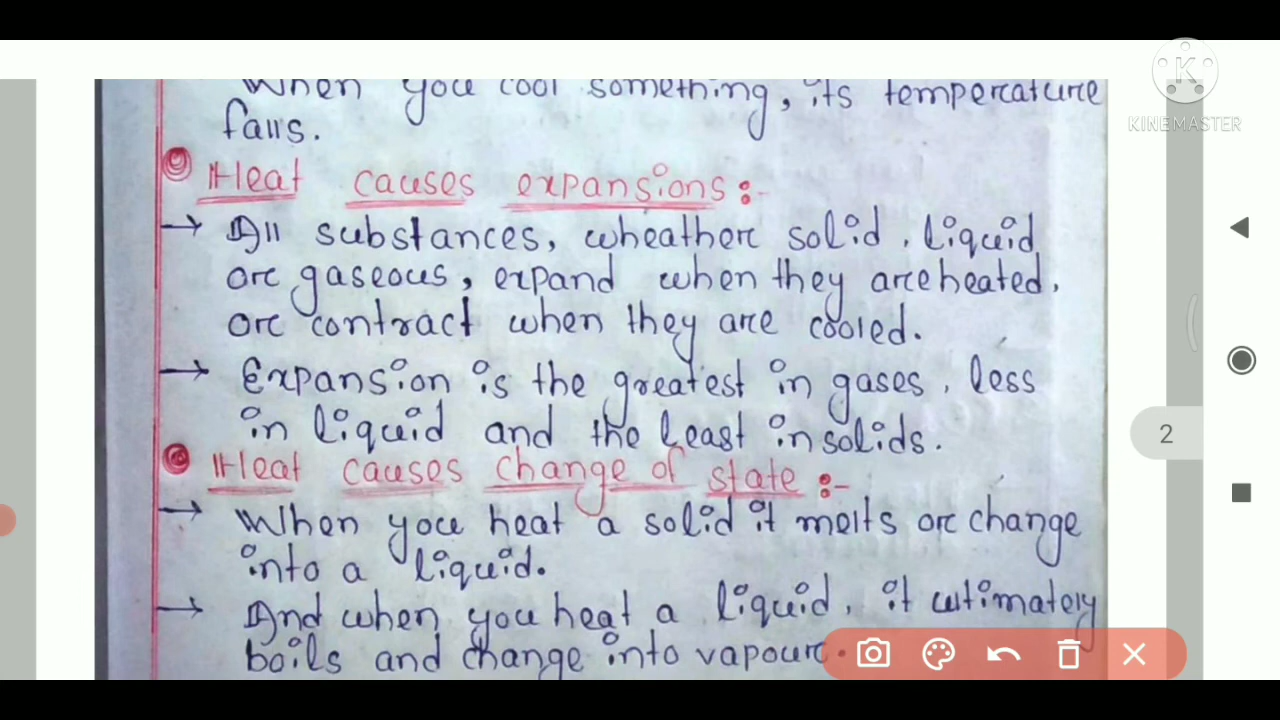 When you cool something, its temperature
falls.
Heat causes expansions :-
→ All substances, wheather solid, liquid
or gaseous, expand when they are heated,
or contract when they are cooled.
→ Expansion is the greatest in gases, less
in liquid and the least in solids.
Heat causes change of state :-
→ When you heat a solid it melts or change
into a liquid.
→ And when you heat a liquid, it ultimately
boils and change into vapour.
K
KINEMASTER
2